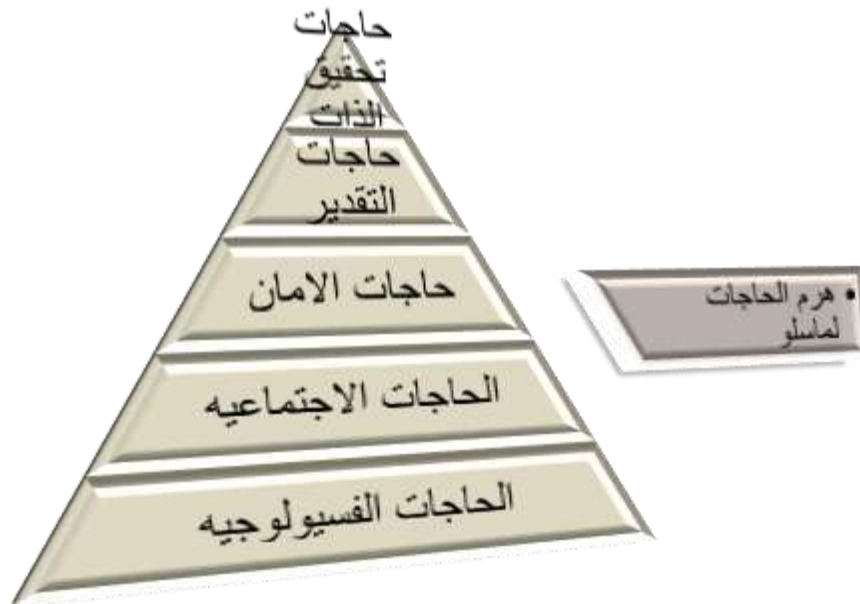 حاجات
تحقيق
الذات
حاجات
التقدير
حاجات الامان
الحاجات الاجتماعيه
الحاجات الفسيولوجيه
• هرم الحاجات
لماسلو